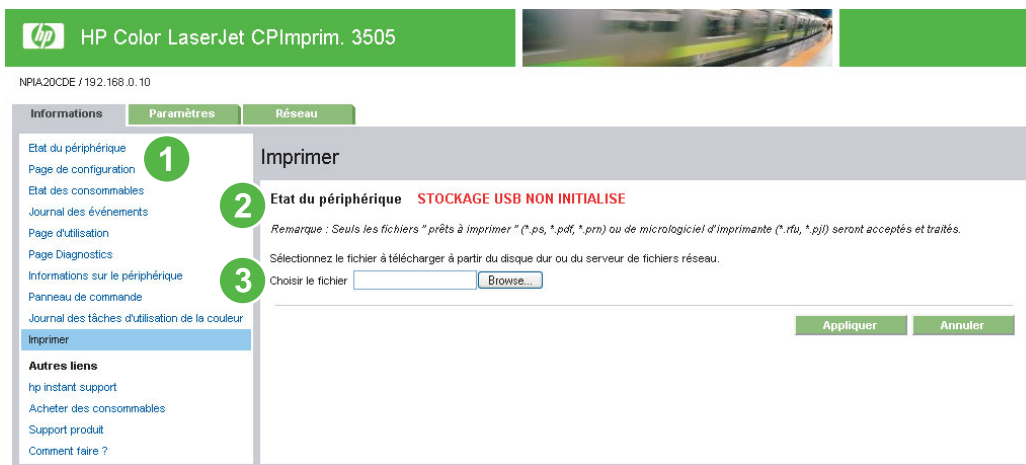 hp HP Color LaserJet CPImprim. 3505
NPIA20CDE / 192.168.0.10
Informations Paramètres Réseau
Etat du périphérique
Page de configuration
Etat des consommables
Journal des événements
Page d'utilisation
Page Diagnostics
Informations sur le périphérique
Panneau de commande
Journal des tâches d'utilisation de la couleur
Imprimer
Autres liens
hp instant support
Acheter des consommables
Support produit
Comment faire ?
1
Imprimer
2 Etat du périphérique STOCKAGE USB NON INITIALISE
Remarque : Seuls les fichiers " prêts à imprimer " (*.ps, *.pdf, *.prn) ou de micrologiciel d'imprimante (*.rfu, *.pjl) seront acceptés et traités.
Sélectionnez le fichier à télécharger à partir du disque dur ou du serveur de fichiers réseau.
3 Choisir le fichier Browse...
Appliquer Annuler